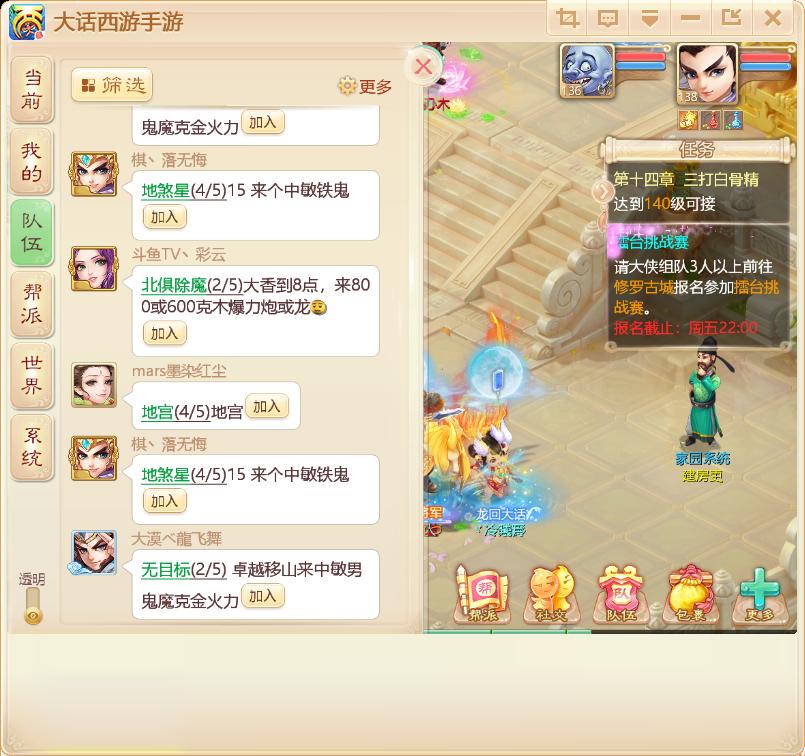 大话西游手游
当前
我的
队伍
帮派
世界
系统
透明
筛选
更多
鬼魔克金火力 加入
棋丶落无悔
地煞星(4/5)15 来个中敏铁鬼
加入
斗鱼TV丶彩云
北俱除魔(2/5)大香到8点，来80
0或600克木爆力炮或龙
加入
mars墨染红尘
地宫(4/5)地宫 加入
棋丶落无悔
地煞星(4/5)15 来个中敏铁鬼
加入
大漠べ龍飞舞
无目标(2/5) 卓越移山来中敏男
鬼魔克金火力 加入
136
138
任务
第十四章 三打白骨精
达到140级可接
擂台挑战赛
请大侠组队3人以上前往
修罗古城报名参加擂台挑
战赛。
报名截止：周五22:00
家园系统
建房吏
龙回大话
帮派
社交
队伍
包裹
更多